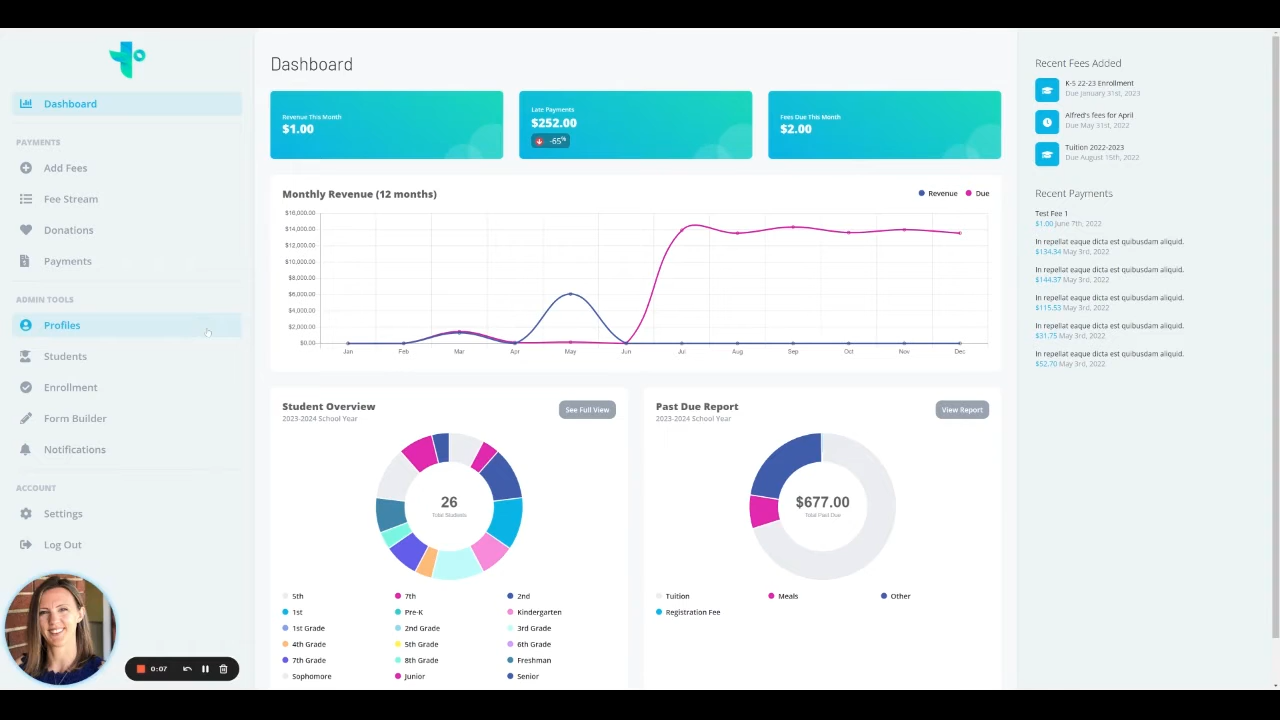 Dashboard
PAYMENTS
Add Fees
Fee Stream
Donations
Payments
ADMIN TOOLS
Profiles
Students
Enrollment
Form Builder
Notifications
ACCOUNT
Settings
Log Out
0:07
Dashboard
Revenue This Month
$1.00
Late Payments
$252.00
-65%
Fees Due This Month
$2.00
Monthly Revenue (12 months)
Revenue Due
$16,000.00
$14,000.00
$12,000.00
$10,000.00
$8,000.00
$6,000.00
$4,000.00
$2,000.00
$0.00
Jan Feb Mar Apr May Jun Jul Aug Sep Oct Nov Dec
Student Overview
2023-2024 School Year
See Full View
26
Total Students
5th 7th 2nd
1st Pre-K Kindergarten
1st Grade 2nd Grade 3rd Grade
4th Grade 5th Grade 6th Grade
7th Grade 8th Grade Freshman
Sophomore Junior Senior
Past Due Report
2023-2024 School Year
View Report
$677.00
Total Past Due
Tuition Meals Other
Registration Fee
Recent Fees Added
K-5 22-23 Enrollment
Due January 31st, 2023
Alfred's fees for April
Due May 31st, 2022
Tuition 2022-2023
Due August 15th, 2022
Recent Payments
Test Fee 1
$1.00 June 7th, 2022
In repellat eaque dicta est quibusdam aliquid.
$134.34 May 3rd, 2022
In repellat eaque dicta est quibusdam aliquid.
$144.37 May 3rd, 2022
In repellat eaque dicta est quibusdam aliquid.
$115.53 May 3rd, 2022
In repellat eaque dicta est quibusdam aliquid.
$31.75 May 3rd, 2022
In repellat eaque dicta est quibusdam aliquid.
$52.70 May 3rd, 2022